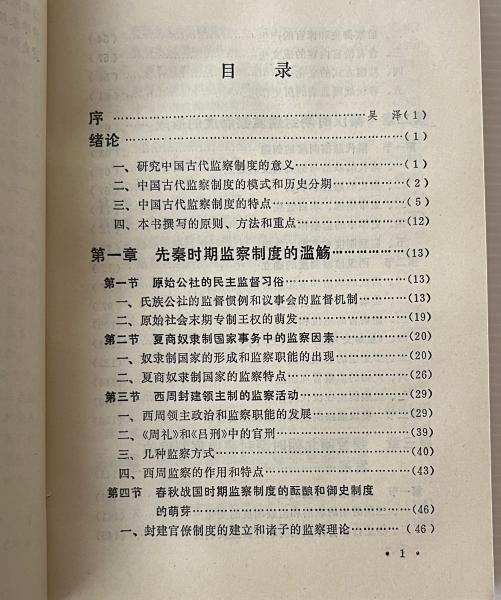 目 录
序……吴 泽(1)
绪论……(1)
一、研究中国古代监察制度的意义……(1)
二、中国古代监察制度的模式和历史分期……(2)
三、中国古代监察制度的特点……(5)
四、本书撰写的原则、方法和重点……(12)
第一章 先秦时期监察制度的滥觞……(13)
第一节 原始公社的民主监督习俗……(13)
一、氏族公社的监督惯例和议事会的监督机制……(13)
二、原始社会末期专制王权的萌发……(19)
第二节 夏商奴隶制国家事务中的监察因素……(20)
一、奴隶制国家的形成和监察职能的出现……(20)
二、夏商奴隶制国家的监察特点……(26)
第三节 西周封建领主制的监察活动……(29)
一、西周领主政治和监察职能的发展……(29)
二、《周礼》和《吕刑》中的官刑……(39)
三、几种监察方式……(40)
四、西周监察的作用和特点……(43)
第四节 春秋战国时期监察制度的酝酿和御史制度
的萌芽……(46)
一、封建官僚制度的建立和诸子的监察理论……(46)
• 1 •